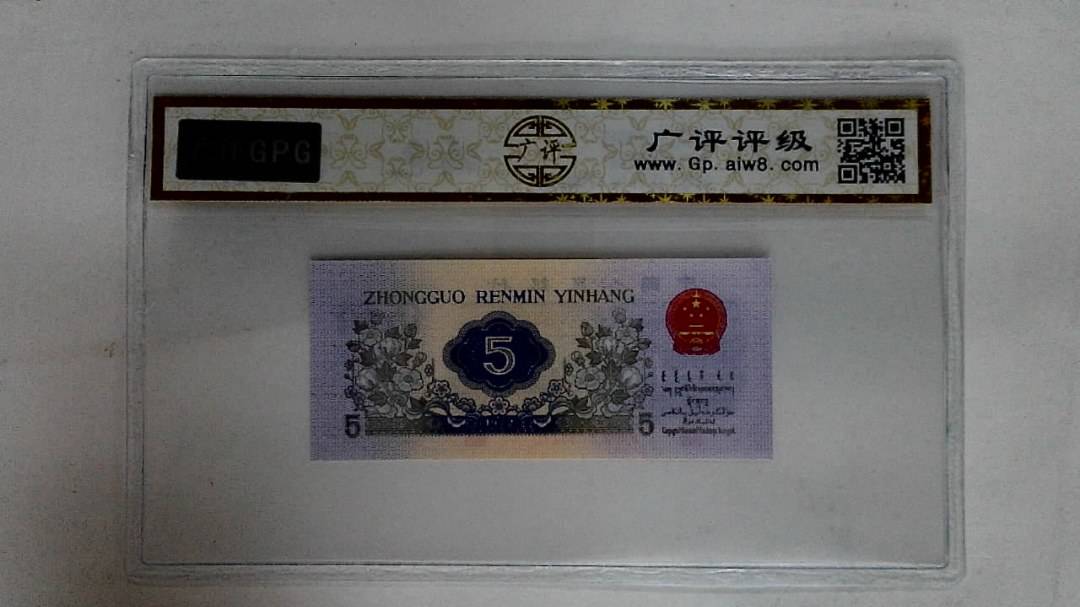 GPG
广评
广评评级
www.Gp.aiw8.com
ZHONGGUO RENMIN YINHANG
5
5
5